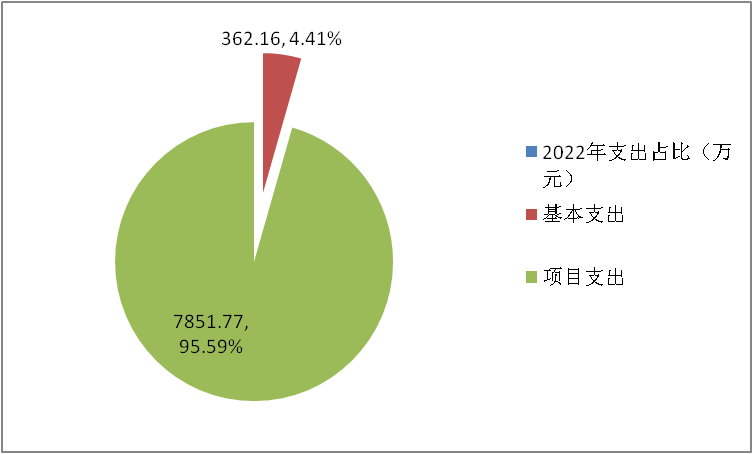 362.16, 4.41%
2022年支出占比（万
元）
基本支出
项目支出
7851.77,
95.59%